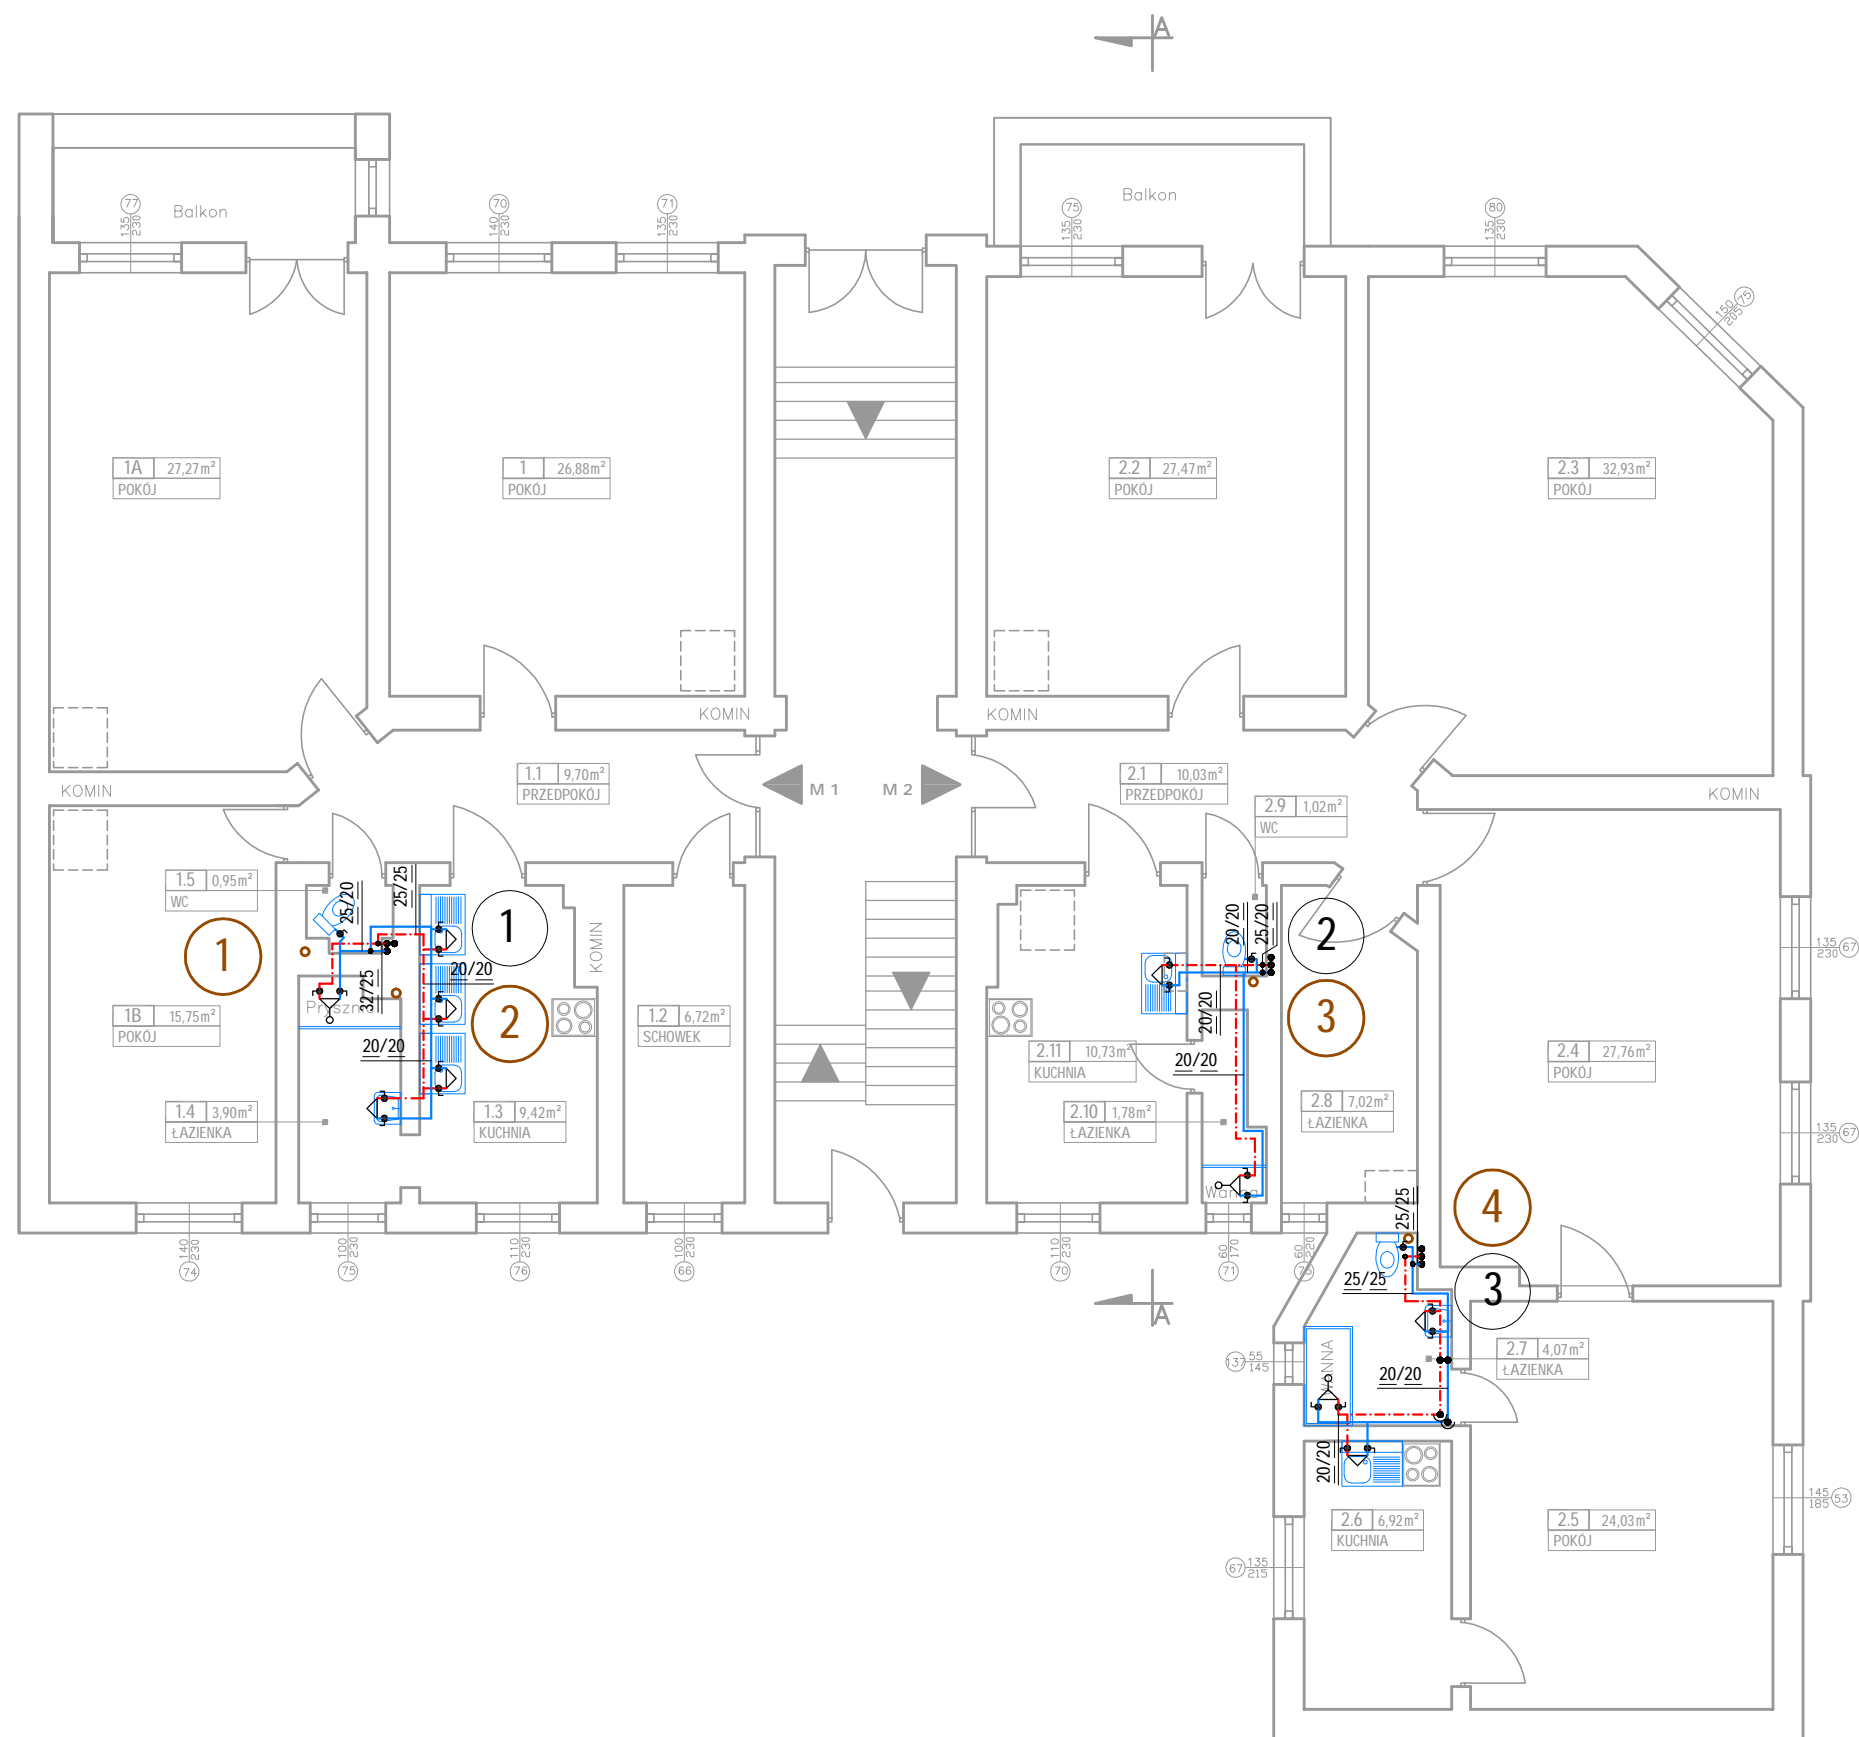 A
77
135
230
Balkon
70
140
230
71
135
230
75
135
230
Balkon
80
135
230
75
150
205
1A 27,27m²
POKÓJ
1 26,88m²
POKÓJ
2.2 27,47m²
POKÓJ
2.3 32,93m²
POKÓJ
KOMIN
KOMIN
KOMIN
1.1 9,70m²
PRZEDPOKÓJ
M 1
M 2
2.1 10,03m²
PRZEDPOKÓJ
2.9 1,02m²
WC
KOMIN
1.5 0,95m²
WC
25/20
25/25
1
1
KOMIN
20/20
25/20
2
135
230
67
32/25
20/20
2
Prysznic
1B 15,75m²
POKÓJ
1.2 6,72m²
SCHOWEK
20/20
3
20/20
2.11 10,73m²
KUCHNIA
20/20
2.4 27,76m²
POKÓJ
1.4 3,90m²
ŁAZIENKA
1.3 9,42m²
KUCHNIA
2.10 1,78m²
ŁAZIENKA
2.8 7,02m²
ŁAZIENKA
135
230
67
Wanna
25/25
4
140
230
74
100
230
75
110
230
76
100
230
66
110
230
70
60
170
71
60
220
A
25/25
3
137
55
145
WANNA
2.7 4,07m²
ŁAZIENKA
20/20
20/20
145
185
53
2.6 6,92m²
KUCHNIA
2.5 24,03m²
POKÓJ
67
135
215